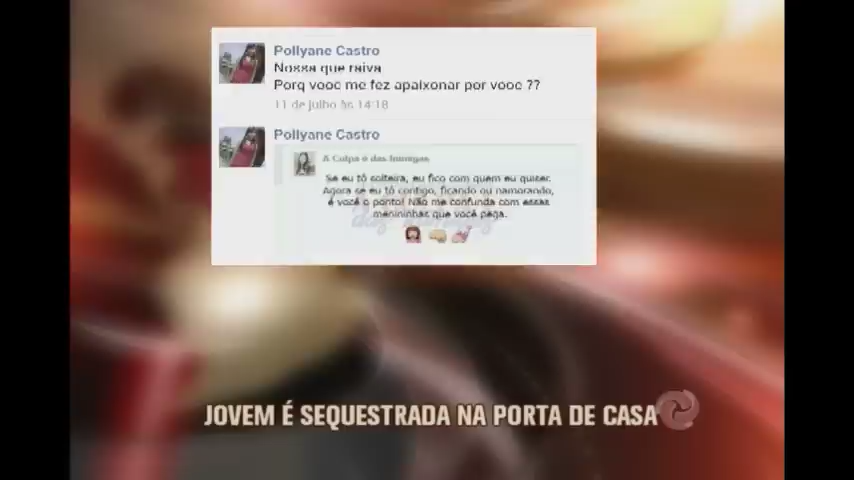 Pollyane Castro
Nossa que raiva
Porq vooc me fez apaixonar por vooc ??
11 de julho às 14:18
Pollyane Castro
A Culpa é das Inimigas
Se eu tô solteira, eu fico com quem eu quiser.
Agora se eu tô contigo, ficando ou namorando,
é você o ponto! Não me confunda com essas
menininhas que você pega.
JOVEM É SEQUESTRADA NA PORTA DE CASA